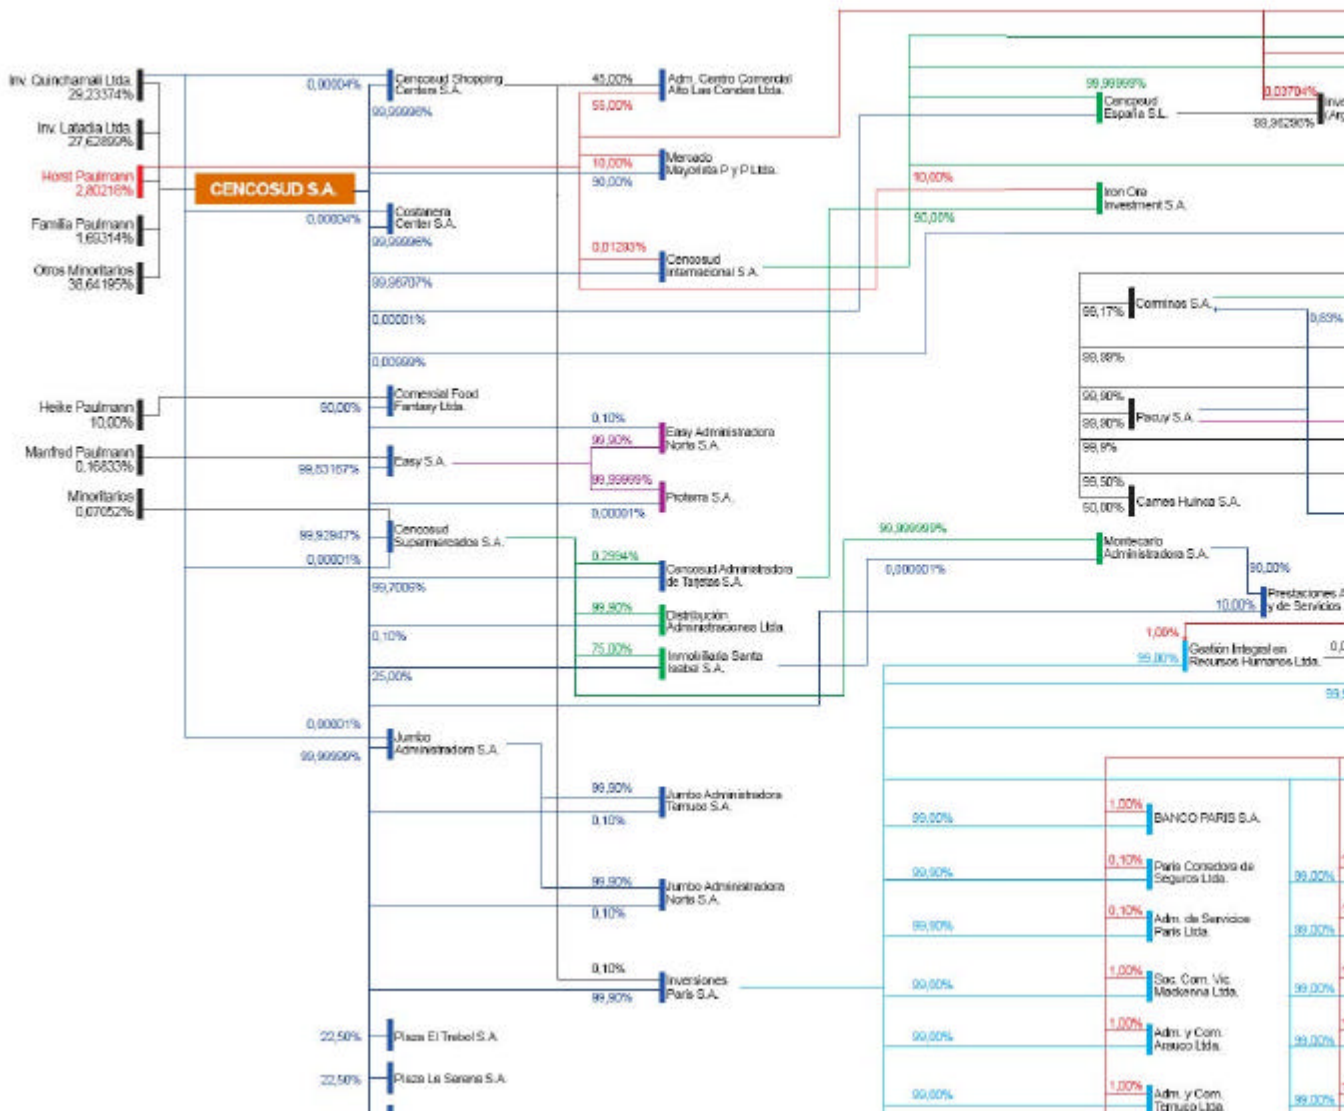 Inv. Quinchamali Ltda.
29,23374%
Inv. Latadia Ltda.
27,62899%
Horst Paulmann
2,80216%
Familia Paulmann
1,69314%
Otros Minoritarios
38,64195%
CENCOSUD S.A.
Heike Paulmann
10,00%
Manfred Paulmann
0,16833%
Minoritarios
0,07052%
0,00004%
Cencosud Shopping
Centers S.A.
99,99996%
0,00004%
Costanera
Center S.A.
99,99996%
99,98707%
0,00001%
0,00999%
90,00%
Comercial Food
Fantasy Ltda.
99,83167%
Easy S.A.
99,92947%
Cencosud
Supermercados S.A.
0,00001%
99,7006%
0,10%
25,00%
0,00001%
Jumbo
Administradora S.A.
99,99999%
22,50%
Plaza El Trebol S.A.
22,50%
Plaza La Serena S.A.
45,00%
Adm. Centro Comercial
Alto Las Condes Ltda.
55,00%
10,00%
Mercado
Mayorista P y P Ltda.
90,00%
0,01293%
Cencosud
Internacional S.A.
0,10%
Easy Administradora
Norte S.A.
99,90%
99,99999%
Proterra S.A.
0,00001%
0,2994%
Cencosud Administradora
de Tarjetas S.A.
99,90%
Distribución
Administraciones Ltda.
75,00%
Inmobiliaria Santa
Isabel S.A.
99,90%
Jumbo Administradora
Temuco S.A.
0,10%
99,90%
Jumbo Administradora
Norte S.A.
0,10%
0,10%
Inversiones
Paris S.A.
99,90%
99,99999%
Cencosud
España S.L.
0,03704%
99,96296%
10,00%
Iron Ore
Investment S.A.
90,00%
99,17%
Corminas S.A.
0,83%
99,99%
99,90%
Pacuy S.A.
99,90%
99,9%
99,50%
Carnes Huinca S.A.
50,00%
99,999999%
Montecarlo
Administradora S.A.
0,000001%
90,00%
Prestaciones A
y de Servicios
10,00%
1,00%
Gestión Integral en
Recursos Humanos Ltda.
99,00%
1,00%
BANCO PARIS S.A.
99,00%
0,10%
Paris Corredora de
Seguros Ltda.
99,90%
99,00%
0,10%
Adm. de Servicios
Paris Ltda.
99,90%
99,00%
1,00%
Soc. Com. Vic.
Mackenna Ltda.
99,00%
99,00%
1,00%
Adm. y Com.
Arauco Ltda.
99,00%
99,00%
1,00%
Adm. y Com.
Temuco Ltda.
99,00%
99,00%